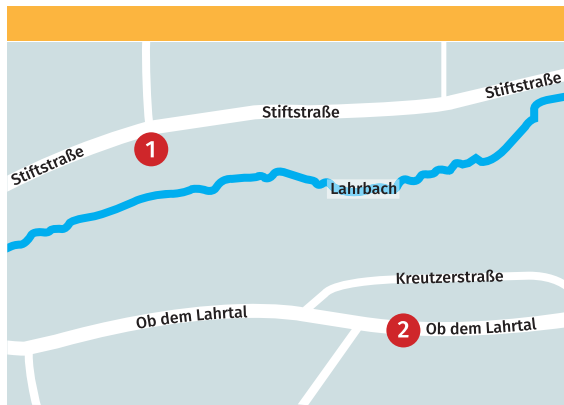 Stiftstraße
Stiftstraße
Stiftstraße
1
Lahrbach
Kreutzerstraße
Ob dem Lahrtal
2
Ob dem Lahrtal